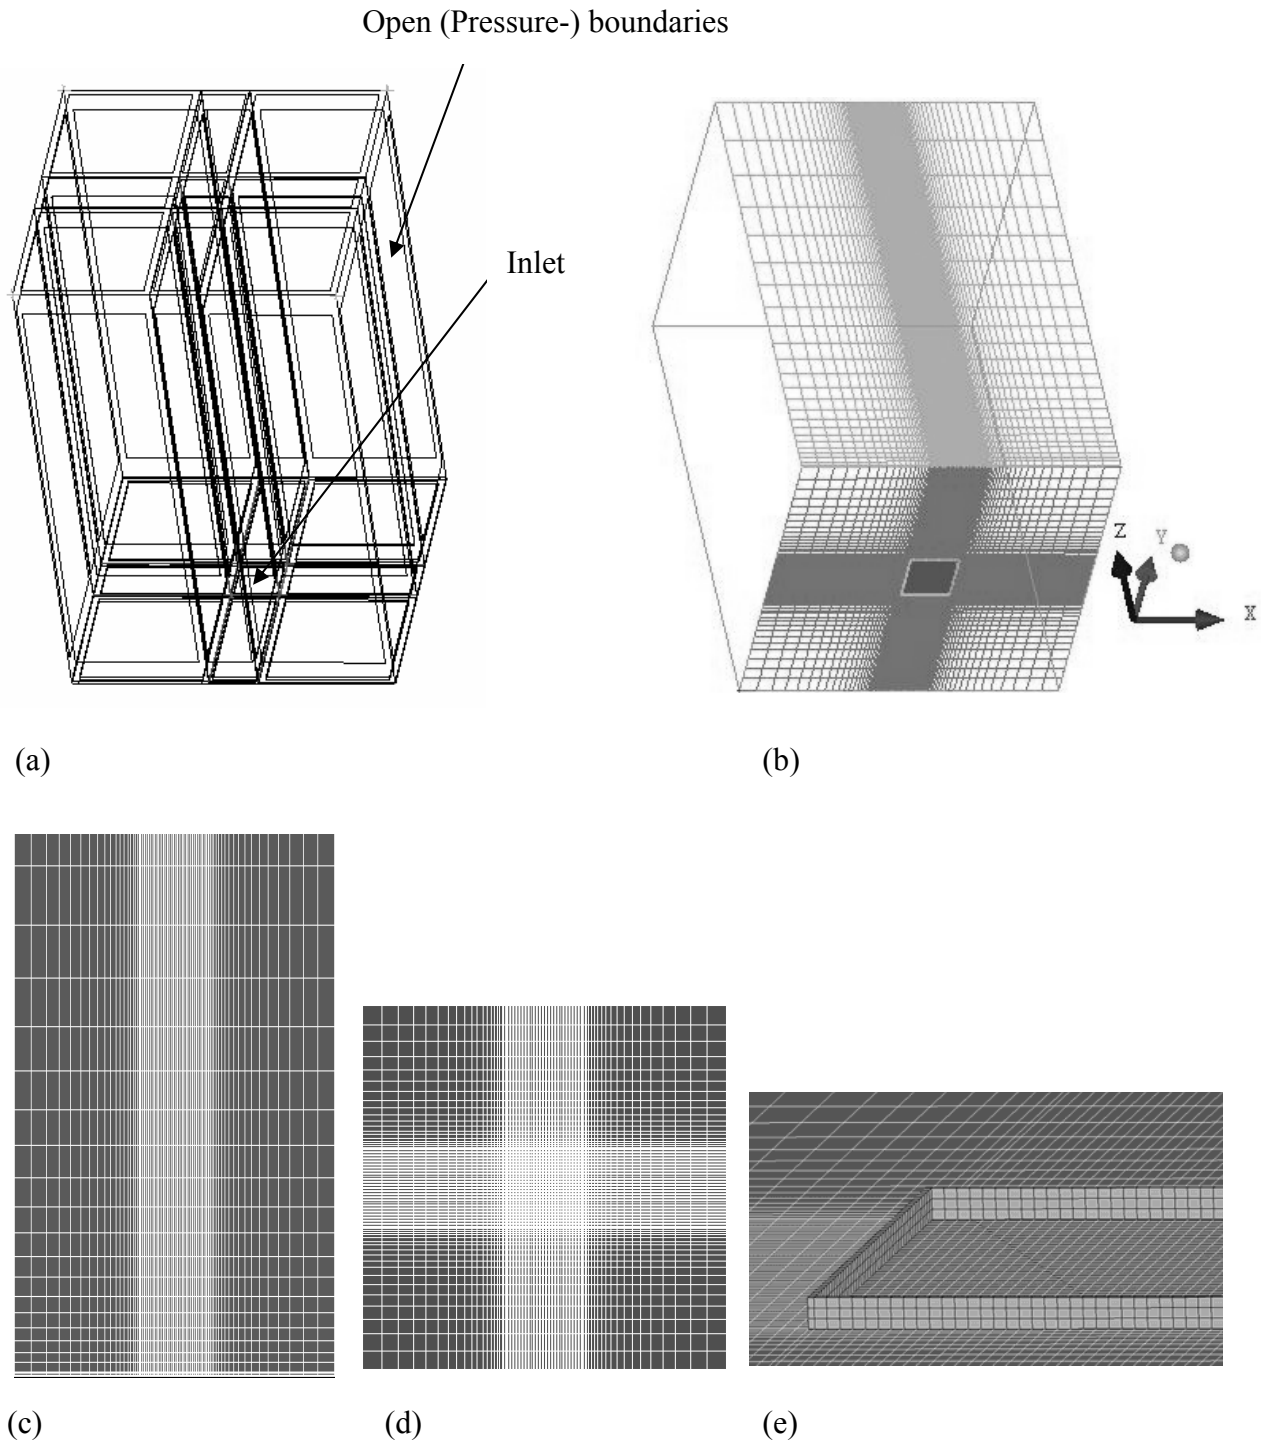 Open (Pressure-) boundaries
Inlet
Z
Y
X
(a)
(b)
(c)
(d)
(e)